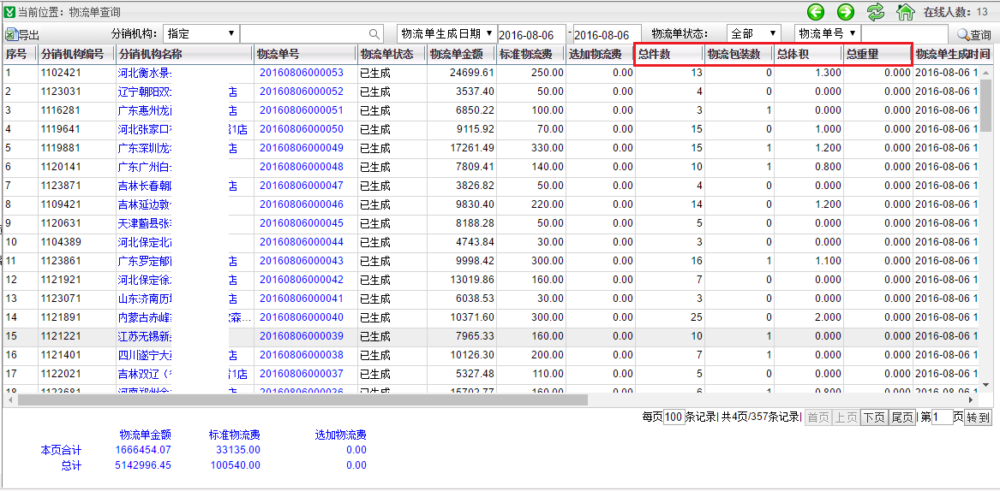 当前位置：物流单查询 在线人数：13
导出 分销机构： 指定 物流单生成日期 2016-08-06 - 2016-08-06 物流单状态： 全部 物流单号 查询
序号 分销机构编号 分销机构名称 物流单号 物流单状态 物流单金额 标准物流费 选加物流费 总件数 物流包装数 总体积 总重量 物流单生成时间
1 1102421 河北衡水景 20160806000053 已生成 24699.61 250.00 0.00 13 0 1.300 0.000 2016-08-06 1
2 1123031 辽宁朝阳双 店 20160806000052 已生成 3537.40 50.00 0.00 4 0 0.000 0.000 2016-08-06 1
3 1116281 广东惠州龙 店 20160806000051 已生成 6850.22 100.00 0.00 3 1 0.000 0.000 2016-08-06 1
4 1119641 河北张家口 1店 20160806000050 已生成 9115.92 70.00 0.00 15 0 1.000 0.000 2016-08-06 1
5 1119881 广东深圳龙 店 20160806000049 已生成 17261.49 330.00 0.00 15 1 1.200 0.000 2016-08-06 1
6 1120141 广东广州白 20160806000048 已生成 7809.41 140.00 0.00 10 1 0.800 0.000 2016-08-06 1
7 1123871 吉林长春朝 店 20160806000047 已生成 3826.82 50.00 0.00 4 0 0.000 0.000 2016-08-06 1
8 1109421 吉林延边敦 20160806000046 已生成 9830.40 220.00 0.00 14 0 1.200 0.000 2016-08-06 1
9 1120631 天津蓟县张 20160806000045 已生成 8188.28 50.00 0.00 5 0 0.000 0.000 2016-08-06 1
10 1104389 河北保定北 20160806000044 已生成 4743.84 30.00 0.00 3 0 0.000 0.000 2016-08-06 1
11 1123861 广东罗定郁 店 20160806000043 已生成 9998.42 300.00 0.00 16 1 1.100 0.000 2016-08-06 1
12 1121921 河北保定徐 店 20160806000042 已生成 13019.86 160.00 0.00 7 0 0.000 0.000 2016-08-06 1
13 1123071 山东济南历 店 20160806000041 已生成 6038.53 30.00 0.00 3 0 0.000 0.000 2016-08-06 1
14 1121891 内蒙古赤峰 森... 20160806000040 已生成 10371.60 300.00 0.00 25 0 2.000 0.000 2016-08-06 1
15 1121221 江苏无锡新 20160806000039 已生成 7965.33 160.00 0.00 10 1 0.000 0.000 2016-08-06 1
16 1121401 四川遂宁大 店 20160806000038 已生成 10126.30 200.00 0.00 7 1 0.000 0.000 2016-08-06 1
17 1122021 吉林双辽（ 1店 20160806000037 已生成 5327.48 110.00 0.00 5 0 0.000 0.000 2016-08-06 1
18 1123681 河南郑州金 店 20160806000036 已生成 15702.77 160.00 0.00 6 1 0.800 0.000 2016-08-06 1
每页 100 条记录| 共4页/357条记录| 首页 上页 下页 尾页 | 第 1 页 转到
物流单金额 标准物流费 选加物流费
本页合计 1666454.07 33135.00 0.00
总计 5142996.45 100540.00 0.00